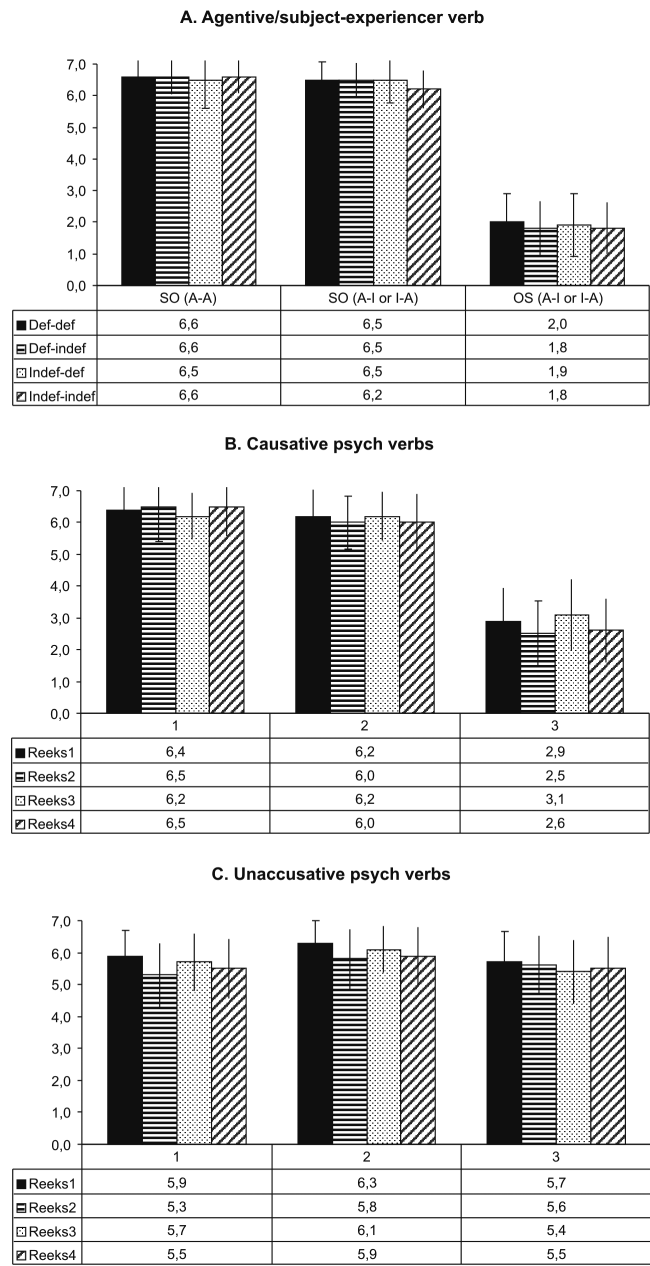 A. Agentive/subject-experiencer verb
7,0
6,0
5,0
4,0
3,0
2,0
1,0
0,0
SO (A-A) SO (A-I or I-A) OS (A-I or I-A)
Def-def 6,6 6,5 2,0
Def-indef 6,6 6,5 1,8
Indef-def 6,5 6,5 1,9
Indef-indef 6,6 6,2 1,8
B. Causative psych verbs
7,0
6,0
5,0
4,0
3,0
2,0
1,0
0,0
1 2 3
Reeks1 6,4 6,2 2,9
Reeks2 6,5 6,0 2,5
Reeks3 6,2 6,2 3,1
Reeks4 6,5 6,0 2,6
C. Unaccusative psych verbs
7,0
6,0
5,0
4,0
3,0
2,0
1,0
0,0
1 2 3
Reeks1 5,9 6,3 5,7
Reeks2 5,3 5,8 5,6
Reeks3 5,7 6,1 5,4
Reeks4 5,5 5,9 5,5